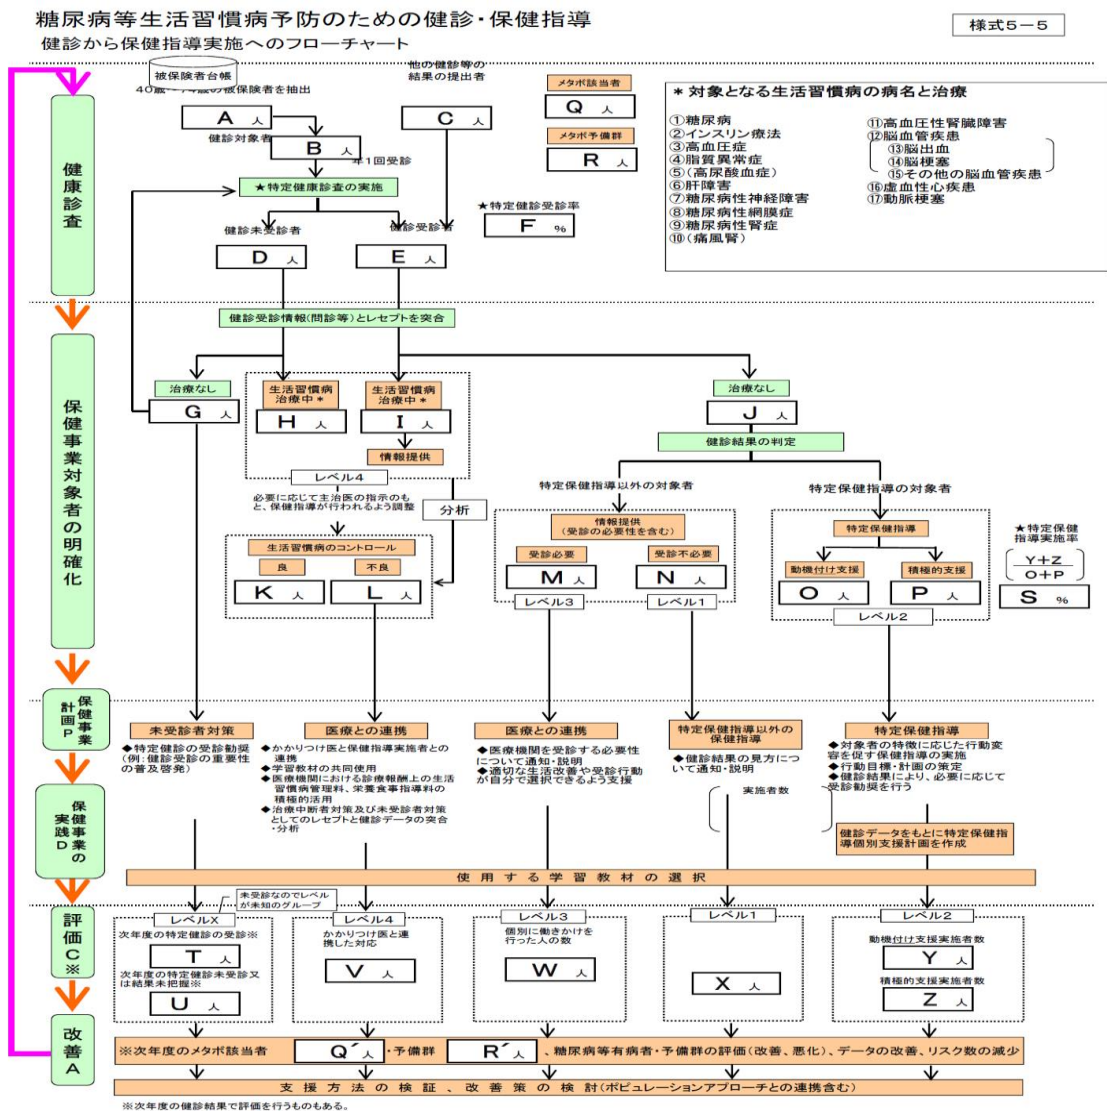 糖尿病等生活習慣病予防のための健診・保健指導
様式5-5
健診から保健指導実施へのフローチャート
被保険者台帳
40歳~74歳の被保険者を抽出
A 人
健診対象者
B 人
年1回受診
他の健診等の
結果の提出者
C 人
メタボ該当者
Q 人
メタボ予備群
R 人
* 対象となる生活習慣病の病名と治療
①糖尿病
②インスリン療法
③高血圧症
④脂質異常症
⑤(高尿酸血症)
⑥肝障害
⑦糖尿病性神経障害
⑧糖尿病性網膜症
⑨糖尿病性腎症
⑩(痛風腎)
⑪高血圧性腎臓障害
⑫脳血管疾患
⑬脳出血
⑭脳梗塞
⑮その他の脳血管疾患
⑯虚血性心疾患
⑰動脈梗塞
健康診査
★特定健康診査の実施
★特定健診受診率
F %
健診未受診者
D 人
健診受診者
E 人
健診受診情報(問診等)とレセプトを突合
保健事業対象者の明確化
治療なし
G 人
生活習慣病
治療中*
H 人
生活習慣病
治療中*
I 人
情報提供
レベル4
治療なし
J 人
健診結果の判定
必要に応じて主治医の指示のも
と、保健指導が行われるよう調整
分析
生活習慣病のコントロール
良
不良
K 人
L 人
特定保健指導以外の対象者
情報提供
(受診の必要性を含む)
受診必要
受診不必要
M 人
N 人
レベル3
レベル1
特定保健指導の対象者
特定保健指導
動機付け支援
積極的支援
O 人
P 人
レベル2
★特定保健
指導実施率
Y+Z
O+P
S %
保健事業
計画P
未受診者対策
◆特定健診の受診勧奨
(例:健診受診の重要性
の普及啓発)
医療との連携
◆かかりつけ医と保健指導実施者との
連携
◆学習教材の共同使用
◆医療機関における診療報酬上の生活
習慣病管理料、栄養食事指導料の
積極的活用
◆治療中断者対策及び未受診者対策
としてのレセプトと健診データの突合
・分析
医療との連携
◆医療機関を受診する必要性
について通知・説明
◆適切な生活改善や受診行動
が自分で選択できるよう支援
特定保健指導以外の
保健指導
◆健診結果の見方につ
いて通知・説明
実施者数
特定保健指導
◆対象者の特徴に応じた行動変
容を促す保健指導の実施
◆行動目標・計画の策定
◆健診結果により、必要に応じて
受診勧奨を行う
健診データをもとに特定保健指
導個別支援計画を作成
保健事業の
実践D
使用する学習教材の選択
未受診なのでレベル
が未知のグループ
評価C※
レベルX
次年度の特定健診の受診※
T 人
次年度の特定健診未受診又
は結果未把握※
U 人
レベル4
かかりつけ医と連
携した対応
V 人
レベル3
個別に働きかけを
行った人の数
W 人
レベル1
X 人
レベル2
動機付け支援実施者数
Y 人
積極的支援実施者数
Z 人
改善A
※次年度のメタボ該当者 Q´人 ・予備群 R´人 、糖尿病等有病者・予備群の評価(改善、悪化)、データの改善、リスク数の減少
支援方法の検証、改善策の検討(ポピュレーションアプローチとの連携含む)
※次年度の健診結果で評価を行うものもある。